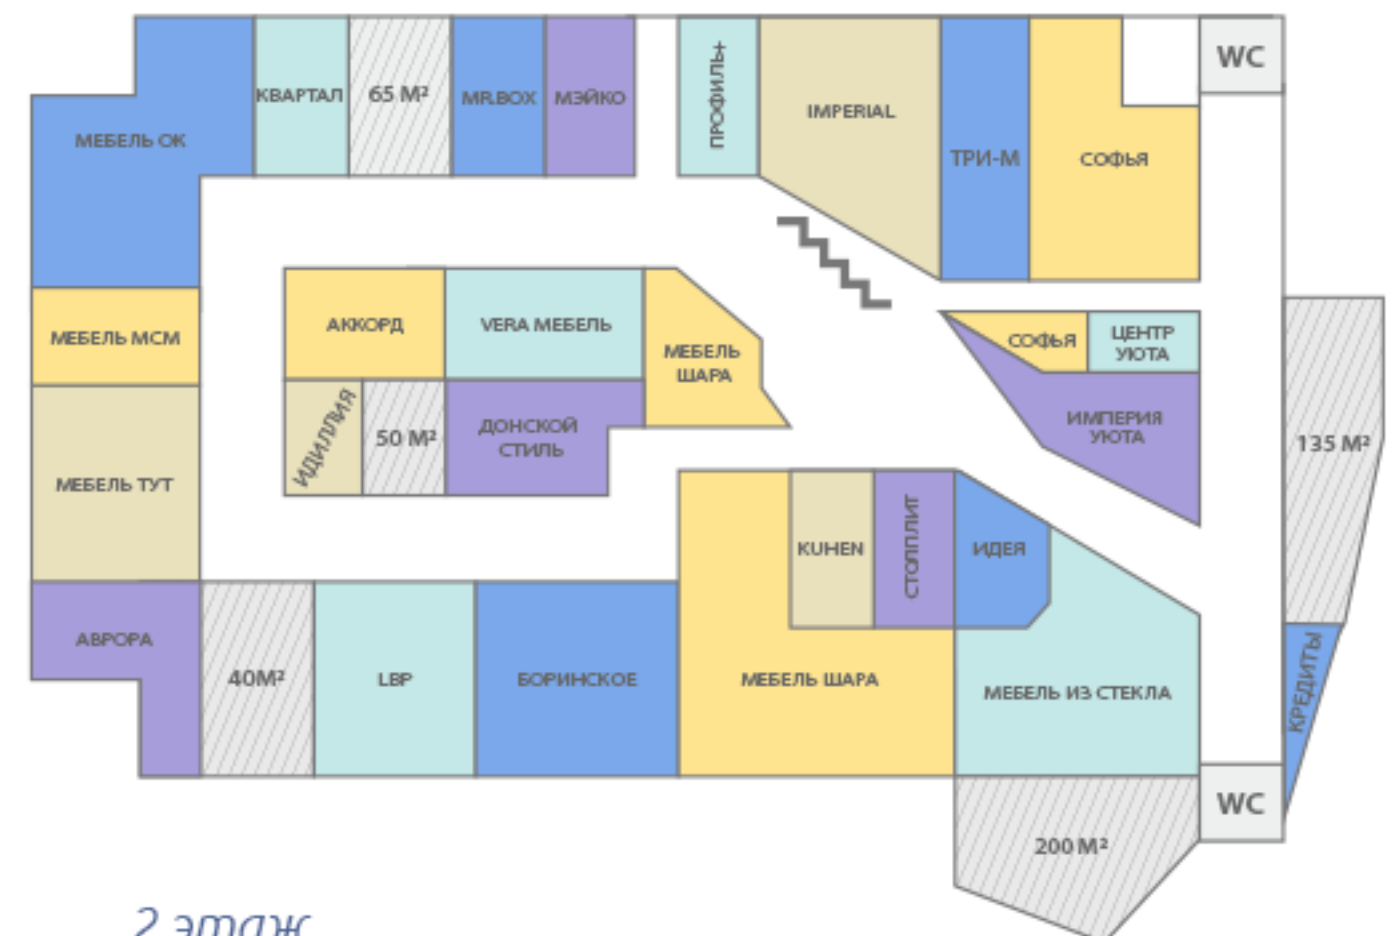 WC
КВАРТАЛ
65 М²
MR.BOX
МЭЙКО
ПРОФИЛЬ+
IMPERIAL
МЕБЕЛЬ ОК
ТРИ-М
СОФЬЯ
МЕБЕЛЬ МСМ
АККОРД
VERA МЕБЕЛЬ
МЕБЕЛЬ
ШАРА
СОФЬЯ
ЦЕНТР
УЮТА
ИДИЛЛИЯ
50 М²
ДОНСКОЙ
СТИЛЬ
ИМПЕРИЯ
УЮТА
135 М²
МЕБЕЛЬ ТУТ
KUHEN
СТОЛПЛИТ
ИДЕЯ
АВРОРА
40М²
LBP
БОРИНСКОЕ
МЕБЕЛЬ ШАРА
МЕБЕЛЬ ИЗ СТЕКЛА
КРЕДИТЫ
WC
200 М²
2 этаж